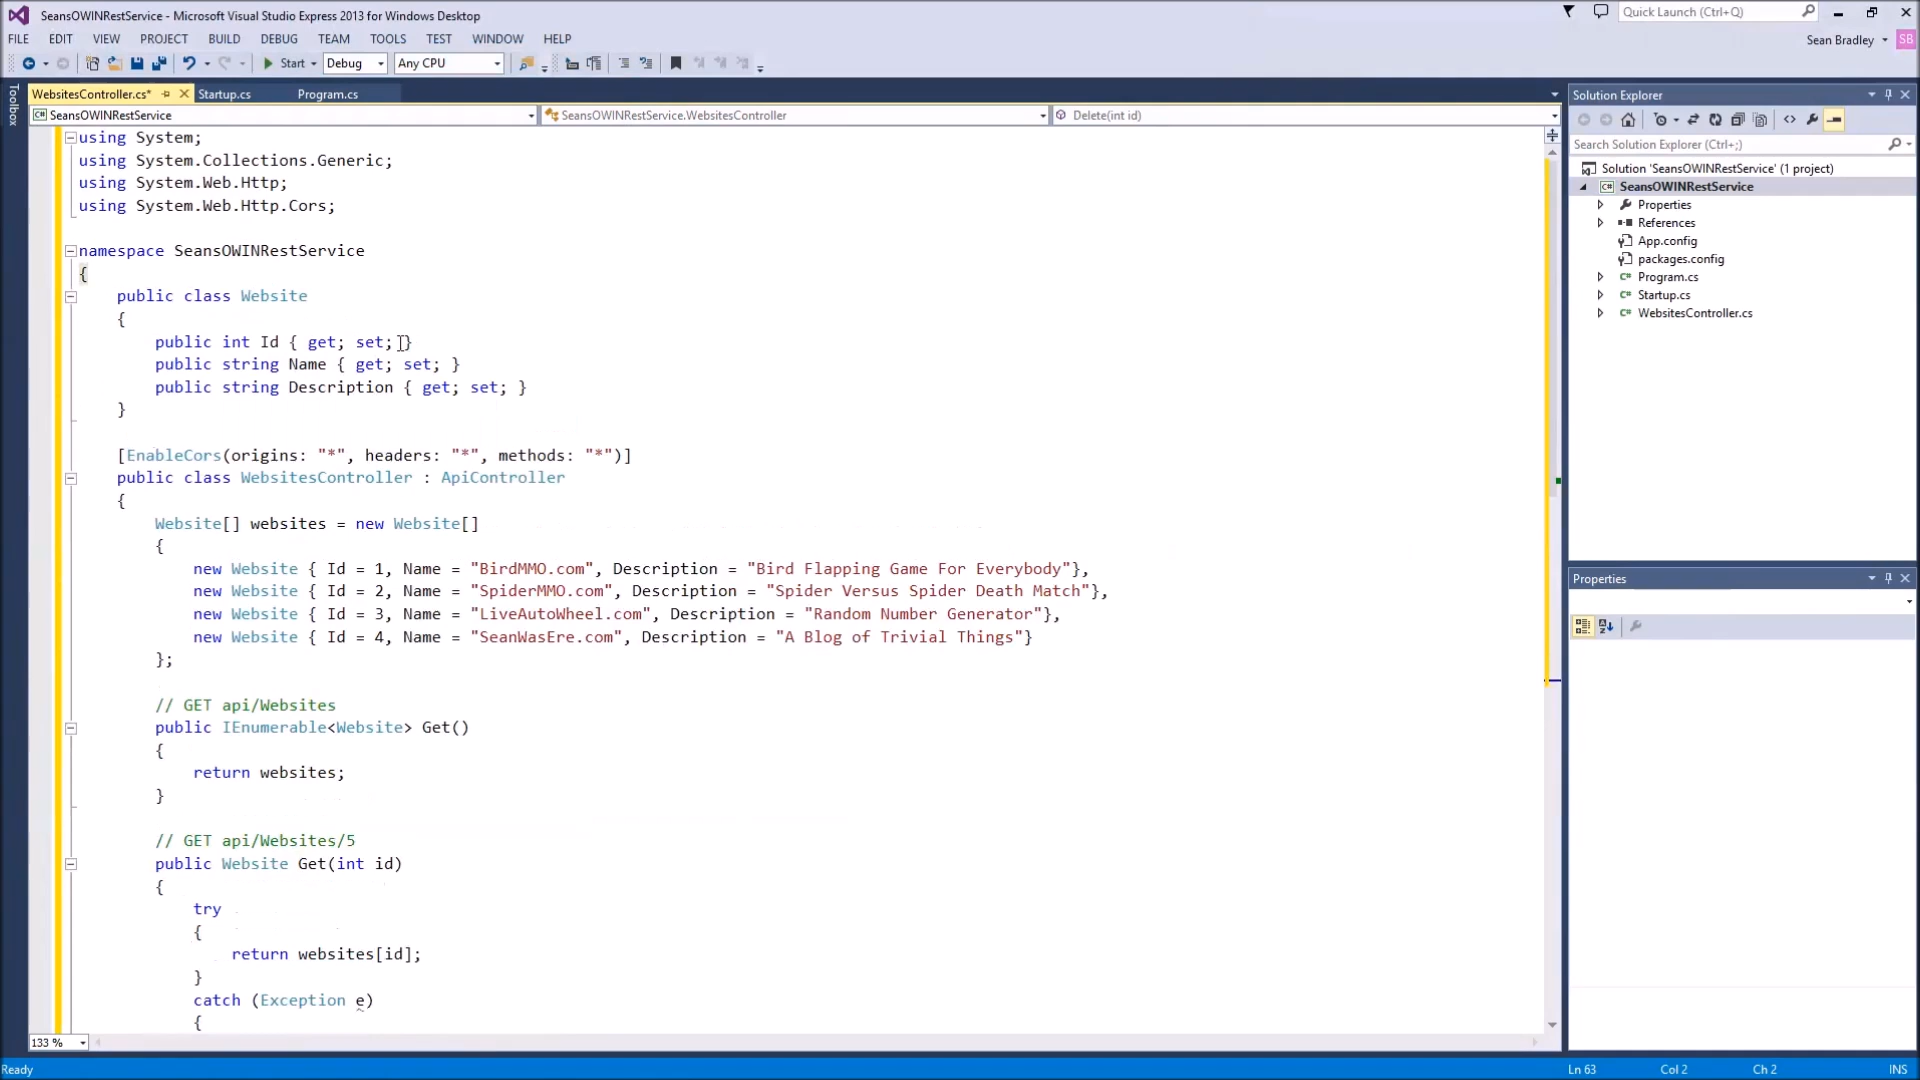 SeansOWINRestService - Microsoft Visual Studio Express 2013 for Windows Desktop
Quick Launch (Ctrl+Q)
FILE EDIT VIEW PROJECT BUILD DEBUG TEAM TOOLS TEST WINDOW HELP
Sean Bradley SB
Start Debug Any CPU
Toolbox
WebsitesController.cs* Startup.cs Program.cs
SeansOWINRestService SeansOWINRestService.WebsitesController Delete(int id)
using System;
using System.Collections.Generic;
using System.Web.Http;
using System.Web.Http.Cors;
namespace SeansOWINRestService
{
public class Website
{
public int Id { get; set; }
public string Name { get; set; }
public string Description { get; set; }
}
[EnableCors(origins: "*", headers: "*", methods: "*")]
public class WebsitesController : ApiController
{
Website[] websites = new Website[]
{
new Website { Id = 1, Name = "BirdMMO.com", Description = "Bird Flapping Game For Everybody"},
new Website { Id = 2, Name = "SpiderMMO.com", Description = "Spider Versus Spider Death Match"},
new Website { Id = 3, Name = "LiveAutoWheel.com", Description = "Random Number Generator"},
new Website { Id = 4, Name = "SeanWasEre.com", Description = "A Blog of Trivial Things"}
};
// GET api/Websites
public IEnumerable<Website> Get()
{
return websites;
}
// GET api/Websites/5
public Website Get(int id)
{
try
{
return websites[id];
}
catch (Exception e)
{
133 %
Solution Explorer
Search Solution Explorer (Ctrl+;)
Solution 'SeansOWINRestService' (1 project)
SeansOWINRestService
Properties
References
App.config
packages.config
Program.cs
Startup.cs
WebsitesController.cs
Properties
Ready Ln 63 Col 2 Ch 2 INS